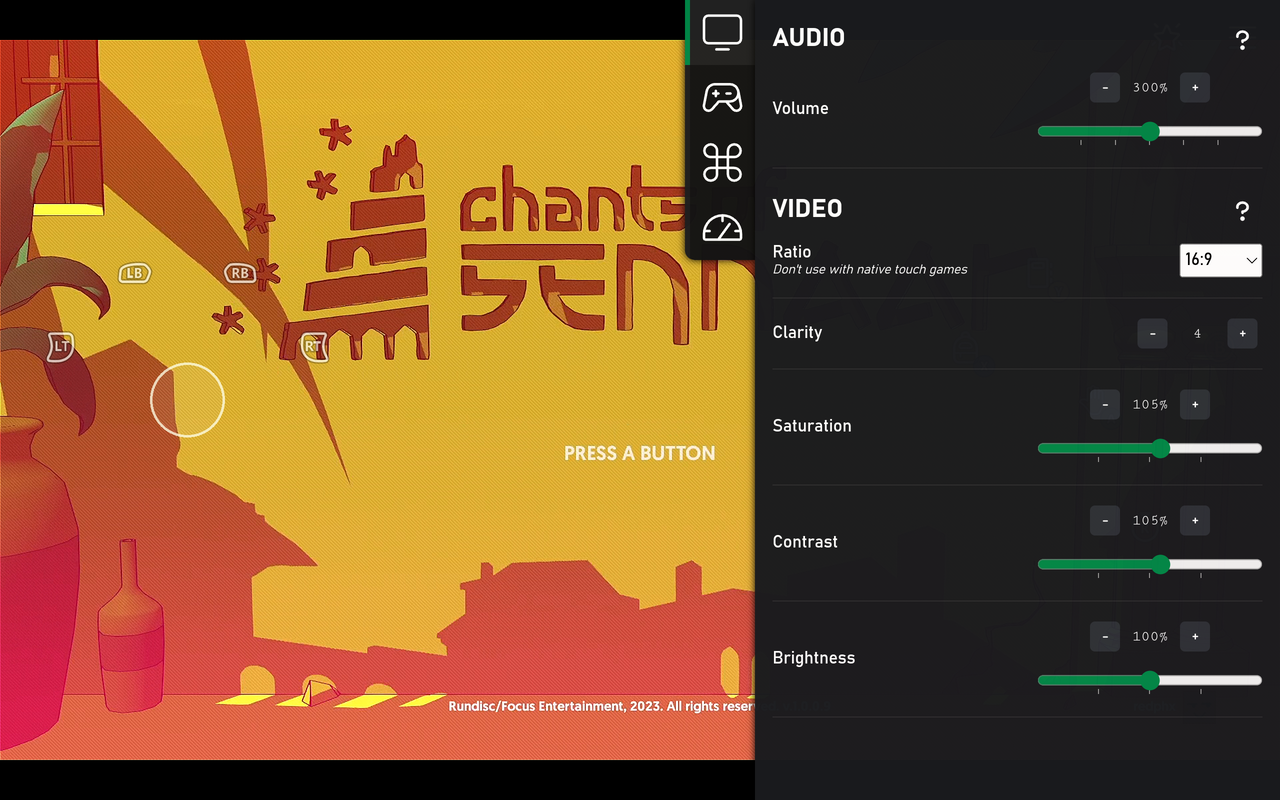 chants
SENN
LB
RB
LT
RT
PRESS A BUTTON
Rundisc/Focus Entertainment, 2023. All rights reser
AUDIO
?
Volume
- 300% +
VIDEO
?
Ratio
Don't use with native touch games
16:9
Clarity
- 4 +
Saturation
- 105% +
Contrast
- 105% +
Brightness
- 100% +